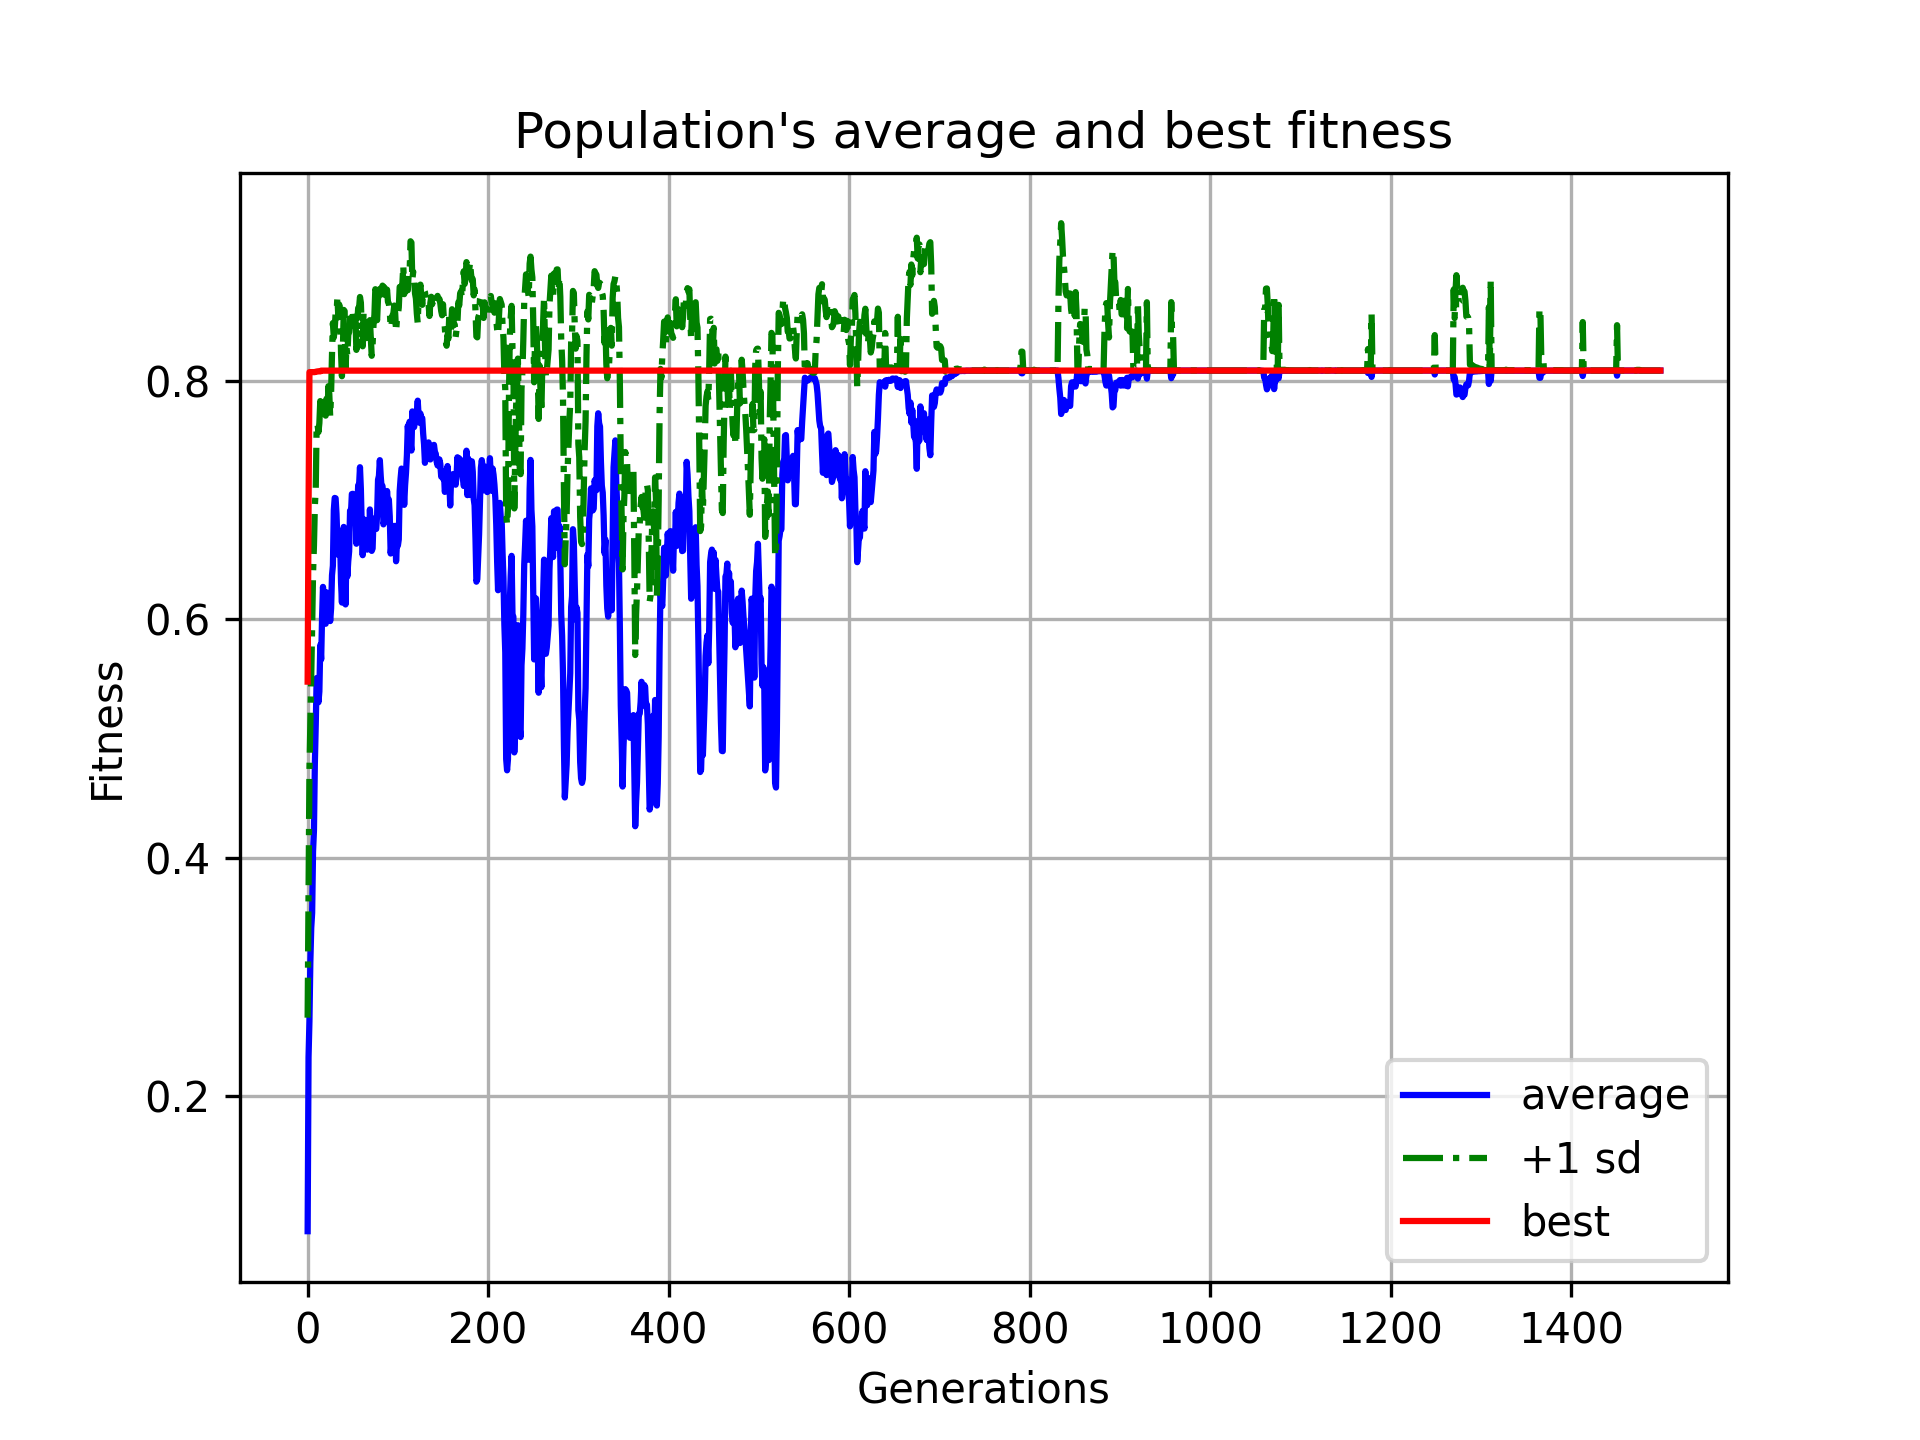 Population's average and best fitness
Fitness
0.8
0.6
0.4
0.2
0 200 400 600 800 1000 1200 1400
Generations
average
+1 sd
best